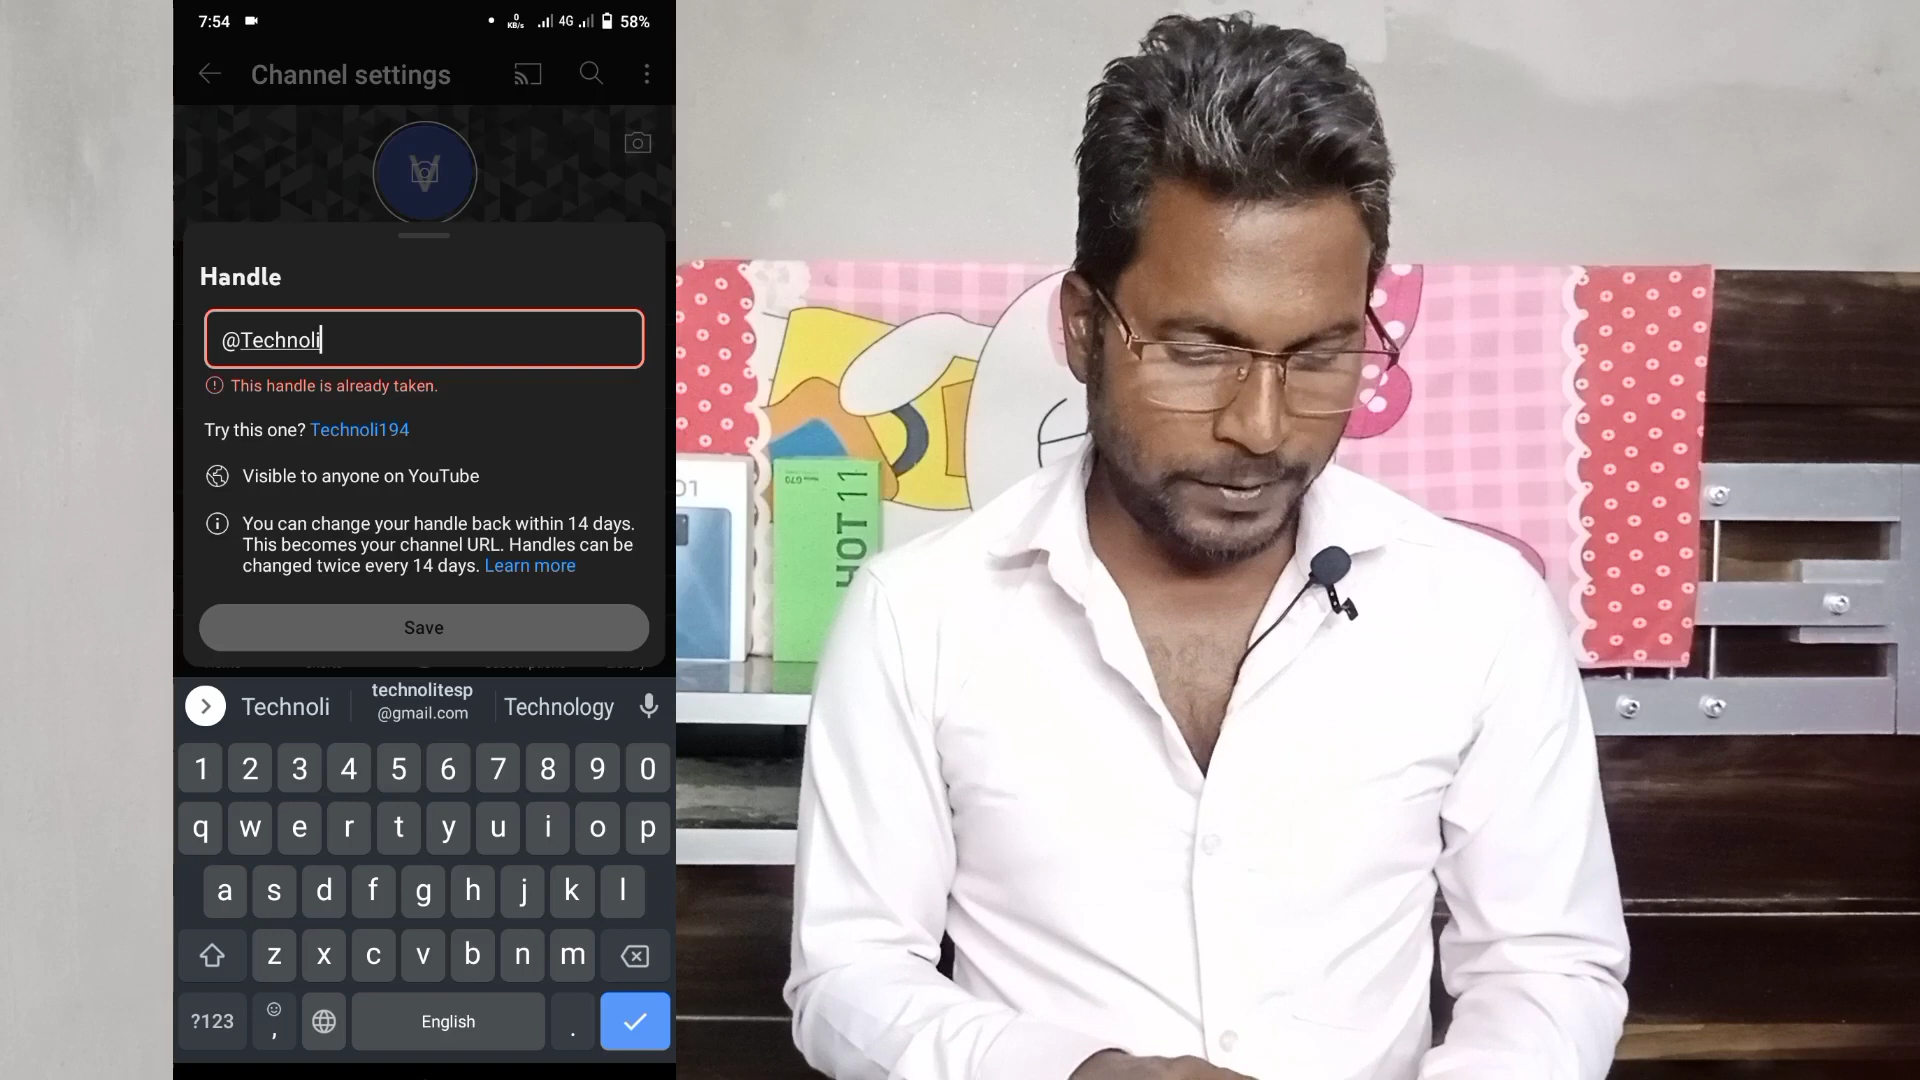 7:54
0
KB/s
4G
58%
Channel settings
V
Handle
@Technoli
This handle is already taken.
Try this one? Technoli194
Visible to anyone on YouTube
You can change your handle back within 14 days.
This becomes your channel URL. Handles can be
changed twice every 14 days. Learn more
Save
Technoli
technolitesp
@gmail.com
Technology
1 2 3 4 5 6 7 8 9 0
q w e r t y u i o p
a s d f g h j k l
z x c v b n m
?123
,
English
.
HOT 11
G70